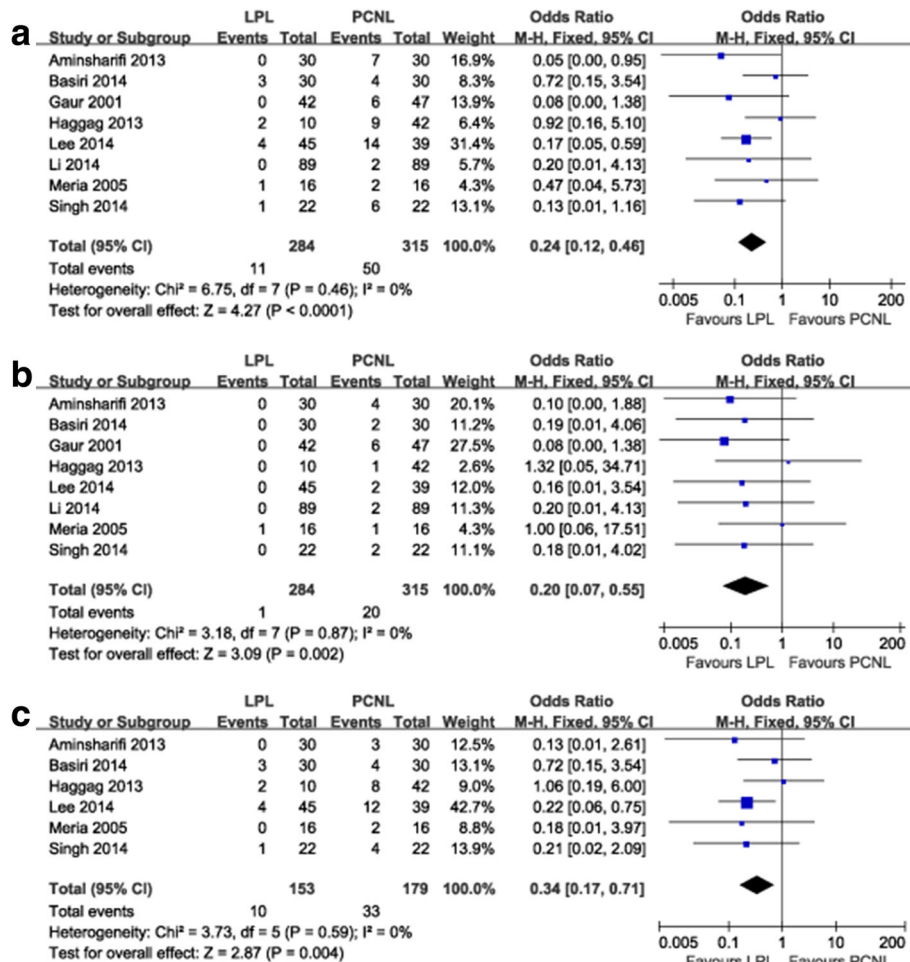 a
LPL PCNL Odds Ratio Odds Ratio
Study or Subgroup Events Total Events Total Weight M-H, Fixed, 95% CI M-H, Fixed, 95% CI
Aminsharifi 2013 0 30 7 30 16.9% 0.05 [0.00, 0.95]
Basiri 2014 3 30 4 30 8.3% 0.72 [0.15, 3.54]
Gaur 2001 0 42 6 47 13.9% 0.08 [0.00, 1.38]
Haggag 2013 2 10 9 42 6.4% 0.92 [0.16, 5.10]
Lee 2014 4 45 14 39 31.4% 0.17 [0.05, 0.59]
Li 2014 0 89 2 89 5.7% 0.20 [0.01, 4.13]
Meria 2005 1 16 2 16 4.3% 0.47 [0.04, 5.73]
Singh 2014 1 22 6 22 13.1% 0.13 [0.01, 1.16]
Total (95% CI) 284 315 100.0% 0.24 [0.12, 0.46]
Total events 11 50
Heterogeneity: Chi² = 6.75, df = 7 (P = 0.46); I² = 0%
Test for overall effect: Z = 4.27 (P < 0.0001)
0.005 0.1 1 10 200
Favours LPL Favours PCNL
b
LPL PCNL Odds Ratio Odds Ratio
Study or Subgroup Events Total Events Total Weight M-H, Fixed, 95% CI M-H, Fixed, 95% CI
Aminsharifi 2013 0 30 4 30 20.1% 0.10 [0.00, 1.88]
Basiri 2014 0 30 2 30 11.2% 0.19 [0.01, 4.06]
Gaur 2001 0 42 6 47 27.5% 0.08 [0.00, 1.38]
Haggag 2013 0 10 1 42 2.6% 1.32 [0.05, 34.71]
Lee 2014 0 45 2 39 12.0% 0.16 [0.01, 3.54]
Li 2014 0 89 2 89 11.3% 0.20 [0.01, 4.13]
Meria 2005 1 16 1 16 4.3% 1.00 [0.06, 17.51]
Singh 2014 0 22 2 22 11.1% 0.18 [0.01, 4.02]
Total (95% CI) 284 315 100.0% 0.20 [0.07, 0.55]
Total events 1 20
Heterogeneity: Chi² = 3.18, df = 7 (P = 0.87); I² = 0%
Test for overall effect: Z = 3.09 (P = 0.002)
0.005 0.1 1 10 200
Favours LPL Favours PCNL
c
LPL PCNL Odds Ratio Odds Ratio
Study or Subgroup Events Total Events Total Weight M-H, Fixed, 95% CI M-H, Fixed, 95% CI
Aminsharifi 2013 0 30 3 30 12.5% 0.13 [0.01, 2.61]
Basiri 2014 3 30 4 30 13.1% 0.72 [0.15, 3.54]
Haggag 2013 2 10 8 42 9.0% 1.06 [0.19, 6.00]
Lee 2014 4 45 12 39 42.7% 0.22 [0.06, 0.75]
Meria 2005 0 16 2 16 8.8% 0.18 [0.01, 3.97]
Singh 2014 1 22 4 22 13.9% 0.21 [0.02, 2.09]
Total (95% CI) 153 179 100.0% 0.34 [0.17, 0.71]
Total events 10 33
Heterogeneity: Chi² = 3.73, df = 5 (P = 0.59); I² = 0%
Test for overall effect: Z = 2.87 (P = 0.004)
0.005 0.1 1 10 200
Favours LPL Favours PCNL